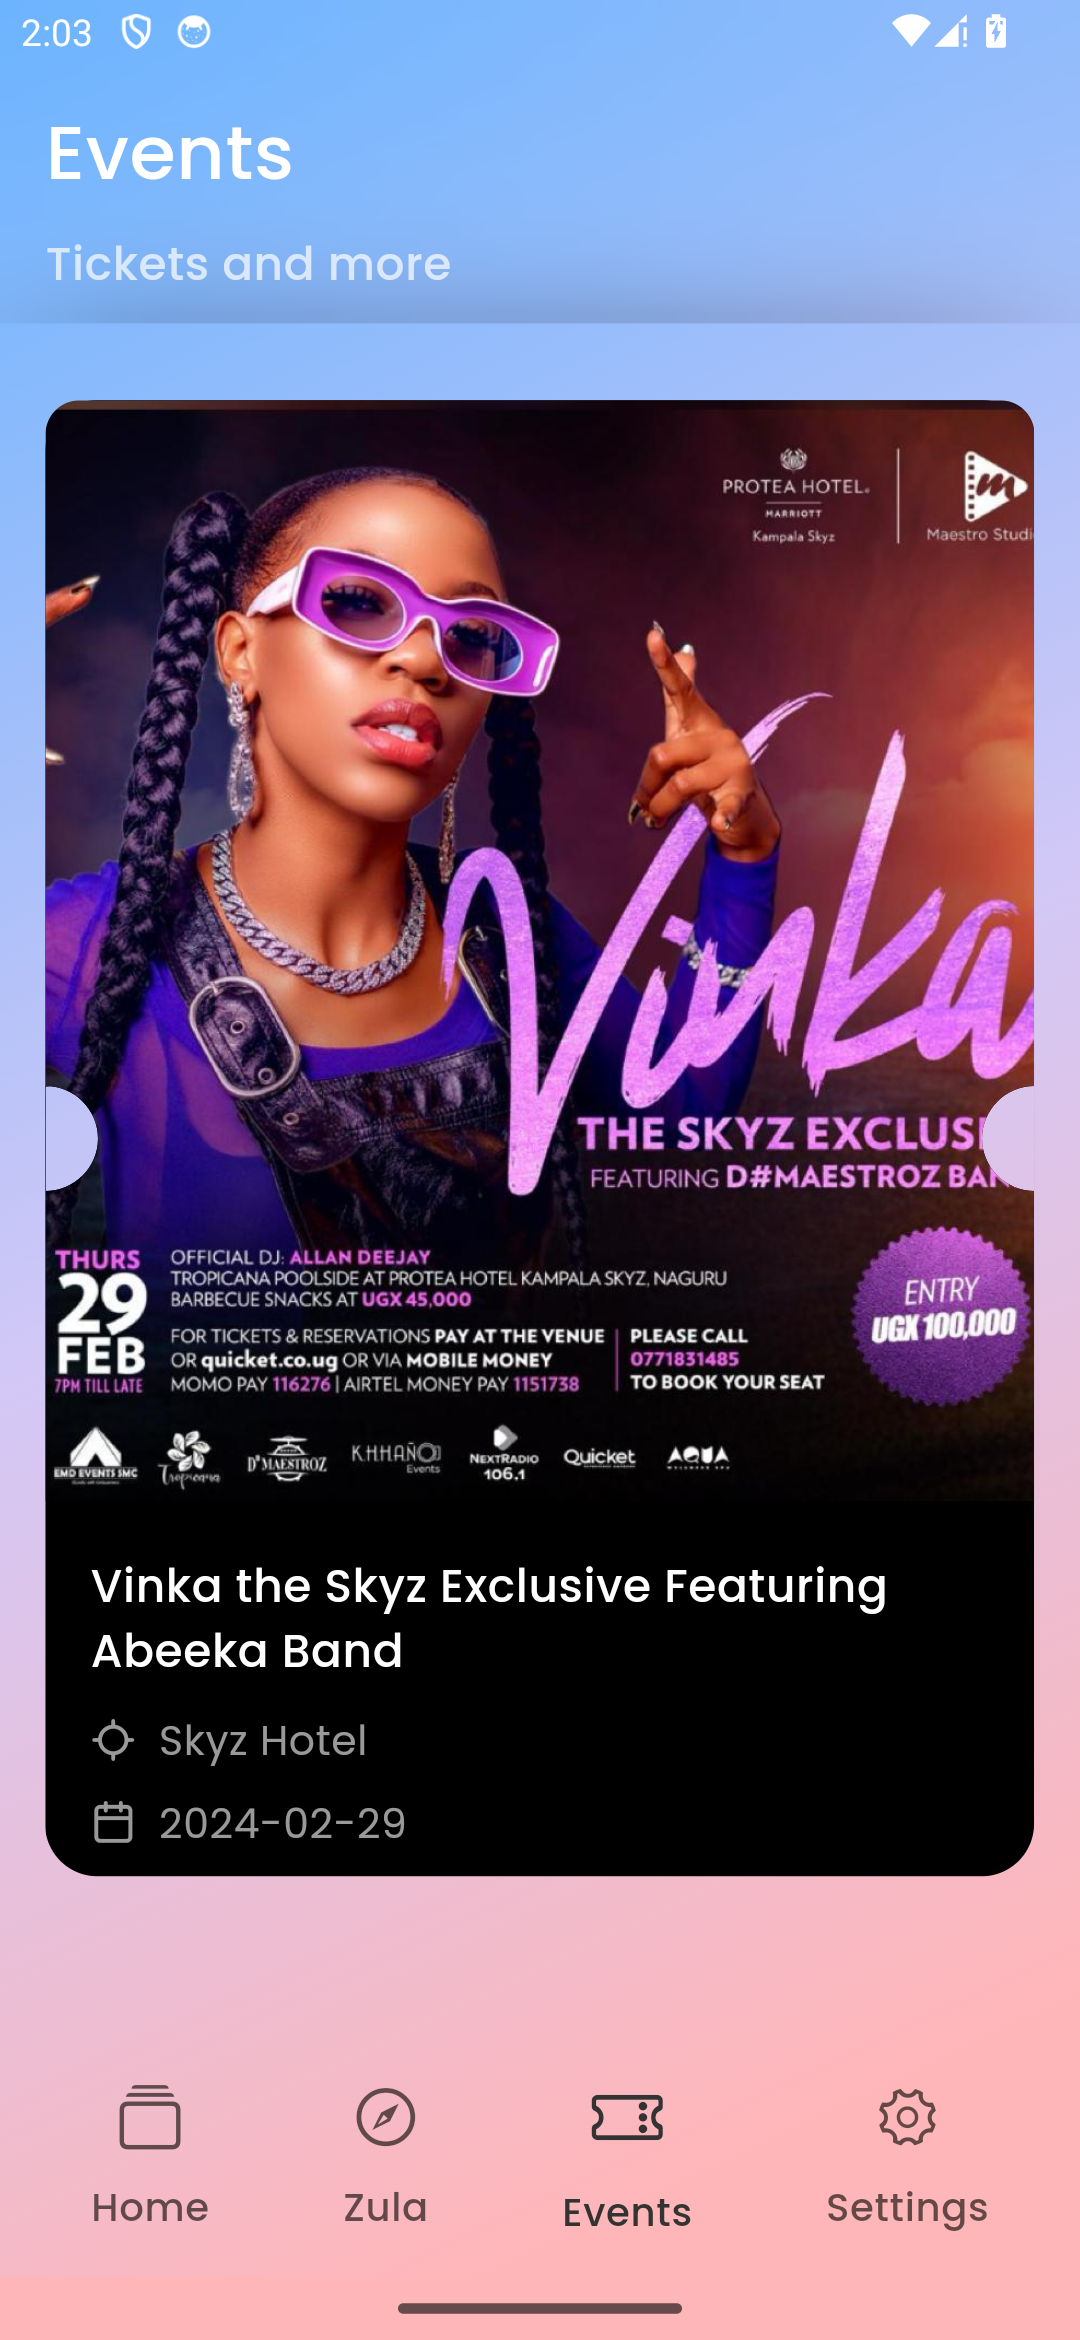 2:03
Events
Tickets and more
PROTEA HOTEL.
MARRIOTT
Kampala Skyz
m
Maestro Studi
Vinka
THE SKYZ EXCLUSI
FEATURING D#MAESTROZ BAN
THURS
29
FEB
7PM TILL LATE
OFFICIAL DJ: ALLAN DEEJAY
TROPICANA POOLSIDE AT PROTEA HOTEL KAMPALA SKYZ, NAGURU
BARBECUE SNACKS AT UGX 45,000
FOR TICKETS & RESERVATIONS PAY AT THE VENUE
OR quicket.co.ug OR VIA MOBILE MONEY
MOMO PAY 116276 | AIRTEL MONEY PAY 1151738
PLEASE CALL
0771831485
TO BOOK YOUR SEAT
ENTRY
UGX 100,000
EMD EVENTS SMC
Tropicana
D#MAESTROZ
KHHAÑO
Events
NEXTRADIO
106.1
Quicket
AQUA
Vinka the Skyz Exclusive Featuring
Abeeka Band
Skyz Hotel
2024-02-29
Home
Zula
Events
Settings